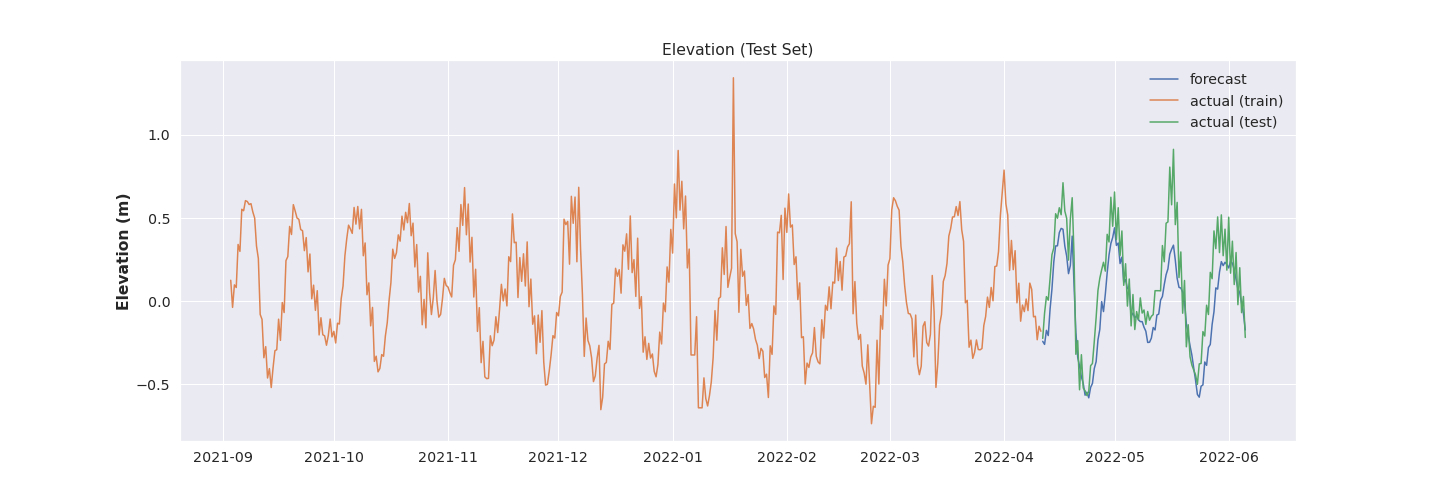 Elevation (Test Set)
forecast
actual (train)
actual (test)
Elevation (m)
1.0
0.5
0.0
−0.5
2021-09 2021-10 2021-11 2021-12 2022-01 2022-02 2022-03 2022-04 2022-05 2022-06